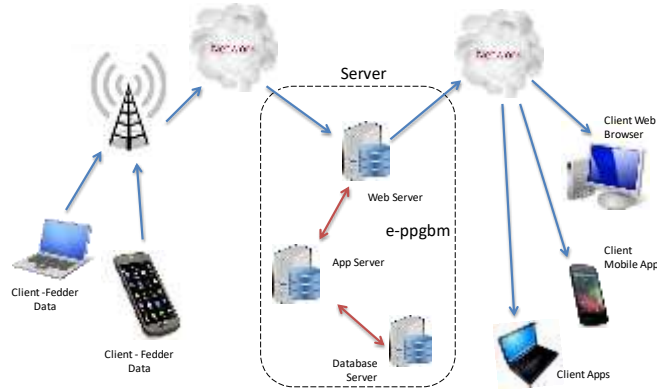 Network
Network
Server
Client Web
Browser
Web Server
e-ppgbm
App Server
Client
Mobile App
Client -Fedder
Data
Client - Fedder
Data
Database
Server
Client Apps